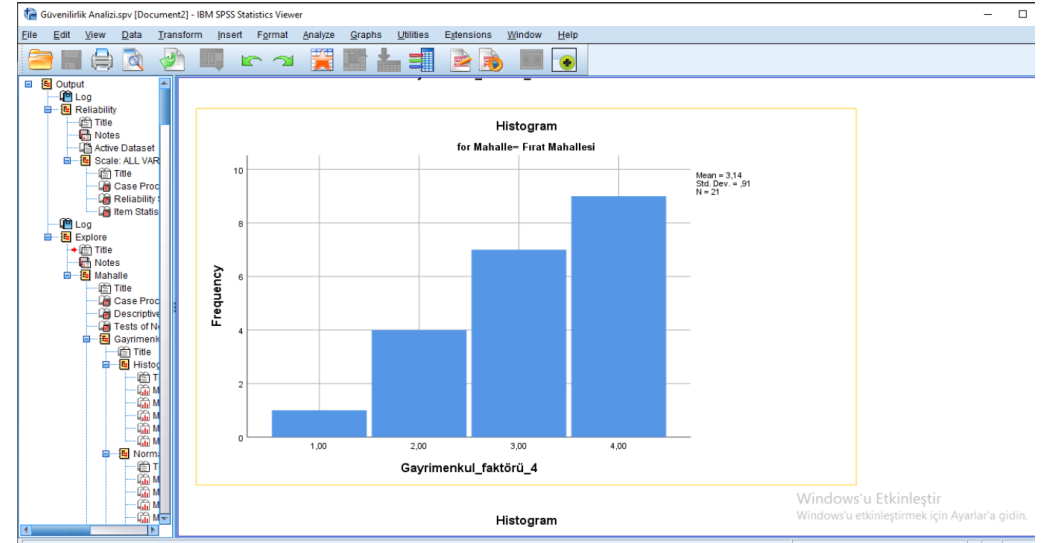 Güvenilirlik Analizi.spv [Document2] - IBM SPSS Statistics Viewer
File Edit View Data Transform Insert Format Analyze Graphs Utilities Extensions Window Help
Output
Log
Reliability
Title
Notes
Active Dataset
Scale: ALL VAR
Title
Case Proc
Reliability
Item Statis
Log
Explore
Title
Notes
Mahalle
Title
Case Proc
Descriptive
Tests of N
Gayrimenk
Title
Histog
T
M
M
M
M
M
Norma
T
M
M
M
M
Histogram
for Mahalle= Fırat Mahallesi
Mean = 3,14
Std. Dev. = ,91
N = 21
Frequency
10
8
6
4
2
0
1,00 2,00 3,00 4,00
Gayrimenkul_faktörü_4
Histogram
Windows'u Etkinleştir
Windows'u etkinleştirmek için Ayarlar'a gidin.